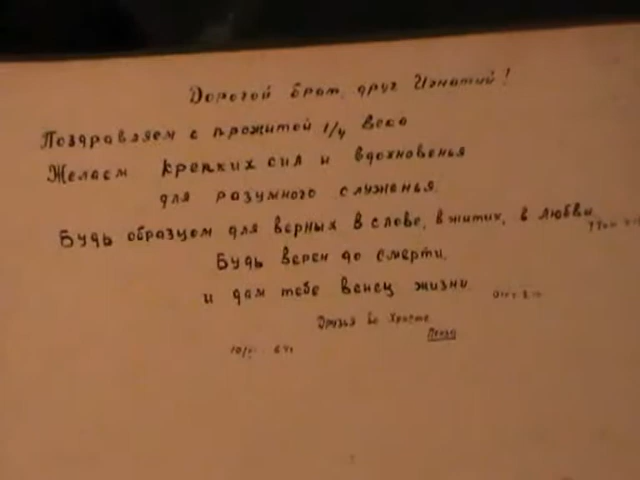 Дорогой брат, друг Игнатий!
Поздравляем с прожитой 1/4 века
Желаем крепких сил и вдохновенья
для разумного служенья.
Будь образцом для верных в слове, в житии, в любви
Будь верен до смерти,
и дам тебе венец жизни
Друзья во Христе